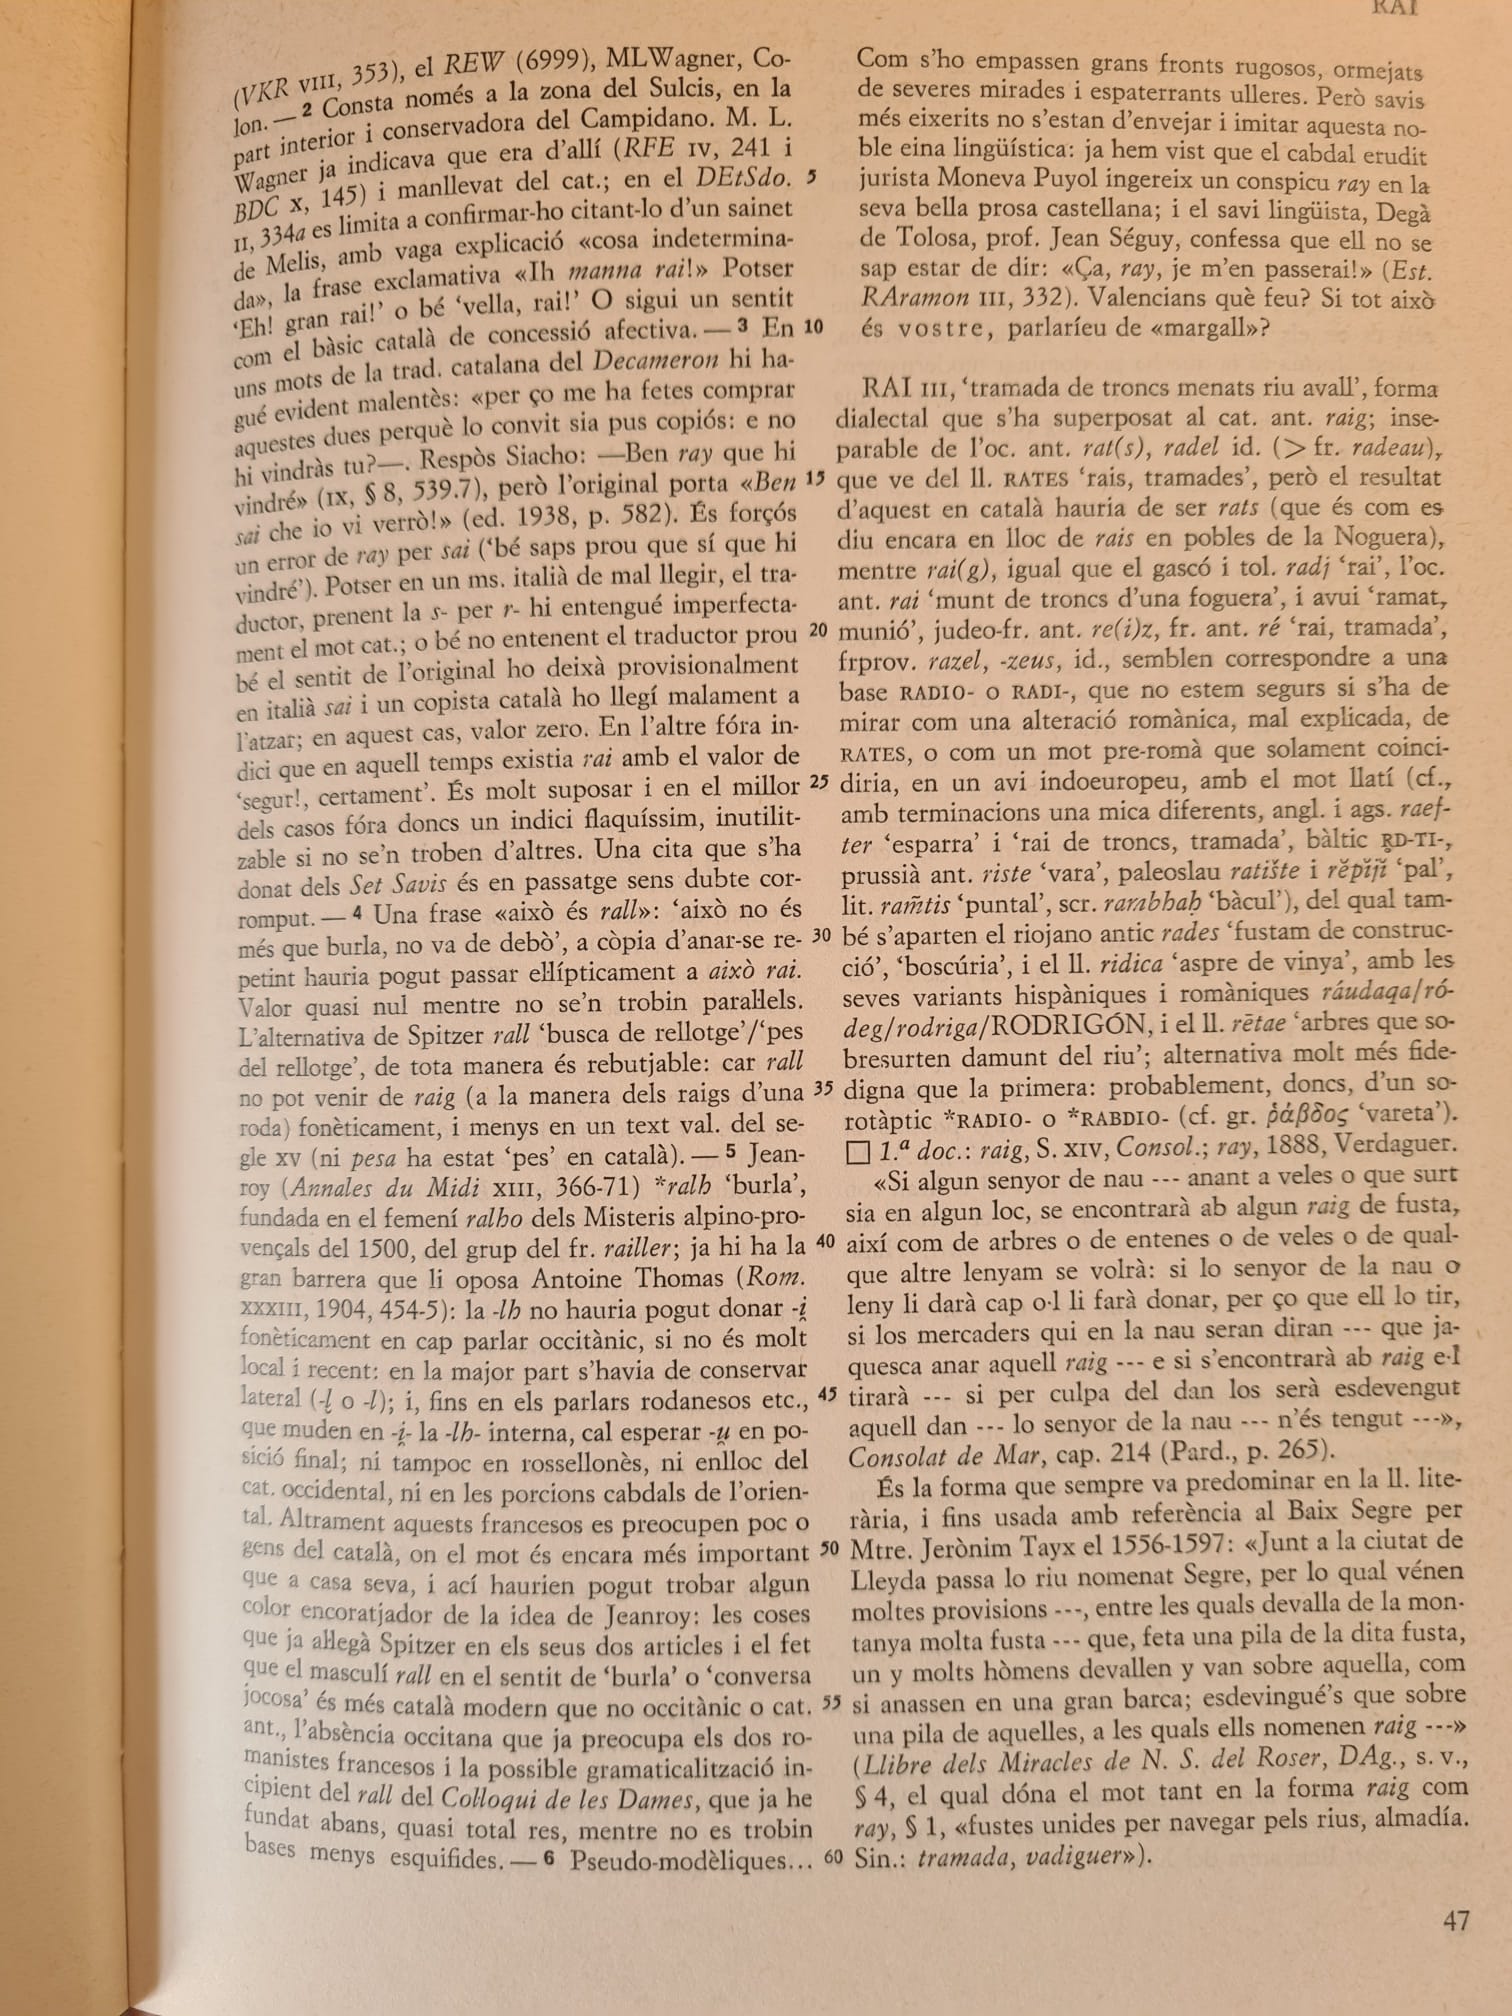 RAI
(VKR VIII, 353), el REW (6999), MLWagner, Co-
lon. — 2 Consta només a la zona del Sulcis, en la
part interior i conservadora del Campidano. M. L.
Wagner ja indicava que era d'allí (RFE IV, 241 i
BDC X, 145) i manllevat del cat.; en el DEtSdo. 5
II, 334a es limita a confirmar-ho citant-lo d'un sainet
de Melis, amb vaga explicació «cosa indetermina-
da», la frase exclamativa «Ih manna rai!» Potser
'Eh! gran rai!' o bé 'vella, rai!' O sigui un sentit
com el bàsic català de concessió afectiva. — 3 En 10
uns mots de la trad. catalana del Decameron hi ha-
gué evident malentès: «per ço me ha fetes comprar
aquestes dues perquè lo convit sia pus copiós: e no
hi vindràs tu?—. Respòs Siacho: —Ben ray que hi
vindré» (IX, § 8, 539.7), però l'original porta «Ben 15
sai che io vi verrò!» (ed. 1938, p. 582). És forçós
un error de ray per sai ('bé saps prou que sí que hi
vindré'). Potser en un ms. italià de mal llegir, el tra-
ductor, prenent la s- per r- hi entengué imperfecta-
ment el mot cat.; o bé no entenent el traductor prou 20
bé el sentit de l'original ho deixà provisionalment
en italià sai i un copista català ho llegí malament a
l'atzar; en aquest cas, valor zero. En l'altre fóra in-
dici que en aquell temps existia rai amb el valor de
'segur!, certament'. És molt suposar i en el millor 25
dels casos fóra doncs un indici flaquíssim, inutilit-
zable si no se'n troben d'altres. Una cita que s'ha
donat dels Set Savis és en passatge sens dubte cor-
romput. — 4 Una frase «això és rall»: 'això no és
més que burla, no va de debò', a còpia d'anar-se re- 30
petint hauria pogut passar eŀlípticament a això rai.
Valor quasi nul mentre no se'n trobin paraŀlels.
L'alternativa de Spitzer rall 'busca de rellotge'/'pes
del rellotge', de tota manera és rebutjable: car rall
no pot venir de raig (a la manera dels raigs d'una 35
roda) fonèticament, i menys en un text val. del se-
gle XV (ni pesa ha estat 'pes' en català). — 5 Jean-
roy (Annales du Midi XIII, 366-71) *ralh 'burla',
fundada en el femení ralho dels Misteris alpino-pro-
vençals del 1500, del grup del fr. railler; ja hi ha la 40
gran barrera que li oposa Antoine Thomas (Rom.
XXXIII, 1904, 454-5): la -lh no hauria pogut donar -i̯
fonèticament en cap parlar occitànic, si no és molt
local i recent: en la major part s'havia de conservar
lateral (-ḷ o -l); i, fins en els parlars rodanesos etc., 45
que muden en -i̯- la -lh- interna, cal esperar -u̯ en po-
sició final; ni tampoc en rossellonès, ni enlloc del
cat. occidental, ni en les porcions cabdals de l'orien-
tal. Altrament aquests francesos es preocupen poc o
gens del català, on el mot és encara més important 50
que a casa seva, i ací haurien pogut trobar algun
color encoratjador de la idea de Jeanroy: les coses
que ja aŀlegà Spitzer en els seus dos articles i el fet
que el masculí rall en el sentit de 'burla' o 'conversa
jocosa' és més català modern que no occitànic o cat. 55
ant., l'absència occitana que ja preocupa els dos ro-
manistes francesos i la possible gramaticalització in-
cipient del rall del Coŀloqui de les Dames, que ja he
fundat abans, quasi total res, mentre no es trobin
bases menys esquifides. — 6 Pseudo-modèliques... 60
Com s'ho empassen grans fronts rugosos, ormejats
de severes mirades i espaterrants ulleres. Però savis
més eixerits no s'estan d'envejar i imitar aquesta no-
ble eina lingüística: ja hem vist que el cabdal erudit
jurista Moneva Puyol ingereix un conspicu ray en la
seva bella prosa castellana; i el savi lingüista, Degà
de Tolosa, prof. Jean Séguy, confessa que ell no se
sap estar de dir: «Ça, ray, je m'en passerai!» (Est.
RAramon III, 332). Valencians què feu? Si tot això
és vostre, parlaríeu de «margall»?
RAI III, 'tramada de troncs menats riu avall', forma
dialectal que s'ha superposat al cat. ant. raig; inse-
parable de l'oc. ant. rat(s), radel id. (> fr. radeau),
que ve del ll. RATES 'rais, tramades', però el resultat
d'aquest en català hauria de ser rats (que és com es
diu encara en lloc de rais en pobles de la Noguera),
mentre rai(g), igual que el gascó i tol. radj 'rai', l'oc.
ant. rai 'munt de troncs d'una foguera', i avui 'ramat,
munió', judeo-fr. ant. re(i)z, fr. ant. ré 'rai, tramada',
frprov. razel, -zeus, id., semblen correspondre a una
base RADIO- O RADI-, que no estem segurs si s'ha de
mirar com una alteració romànica, mal explicada, de
RATES, o com un mot pre-romà que solament coinci-
diria, en un avi indoeuropeu, amb el mot llatí (cf.,
amb terminacions una mica diferents, angl. i ags. raef-
ter 'esparra' i 'rai de troncs, tramada', bàltic R̥D-TI-,
prussià ant. riste 'vara', paleoslau ratište i 'pal',
lit. 'puntal', scr. rambhaḥ 'bàcul'), del qual tam-
bé s'aparten el riojano antic rades 'fustam de construc-
ció', 'boscúria', i el ll. ridica 'aspre de vinya', amb les
seves variants hispàniques i romàniques ráudaqa/ró-
deg/rodriga/RODRIGÓN, i el ll. rētae 'arbres que so-
bresurten damunt del riu'; alternativa molt més fide-
digna que la primera: probablement, doncs, d'un so-
rotàptic *RADIO- O *RABDIO- (cf. gr. ῥάβδος 'vareta').
□ 1.ª doc.: raig, S. XIV, Consol.; ray, 1888, Verdaguer.
«Si algun senyor de nau --- anant a veles o que surt
sia en algun loc, se encontrarà ab algun raig de fusta,
així com de arbres o de entenes o de veles o de qual-
que altre lenyam se volrà: si lo senyor de la nau o
leny li darà cap o·l li farà donar, per ço que ell lo tir,
si los mercaders qui en la nau seran diran --- que ja-
quesca anar aquell raig --- e si s'encontrarà ab raig e·l
tirarà --- si per culpa del dan los serà esdevengut
aquell dan --- lo senyor de la nau --- n'és tengut ---»,
Consolat de Mar, cap. 214 (Pard., p. 265).
És la forma que sempre va predominar en la ll. lite-
rària, i fins usada amb referència al Baix Segre per
Mtre. Jerònim Tayx el 1556-1597: «Junt a la ciutat de
Lleyda passa lo riu nomenat Segre, per lo qual vénen
moltes provisions ---, entre les quals devalla de la mon-
tanya molta fusta --- que, feta una pila de la dita fusta,
un y molts hòmens devallen y van sobre aquella, com
si anassen en una gran barca; esdevingué's que sobre
una pila de aquelles, a les quals ells nomenen raig ---»
(Llibre dels Miracles de N. S. del Roser, DAg., s. v.,
§ 4, el qual dóna el mot tant en la forma raig com
ray, § 1, «fustes unides per navegar pels rius, almadía.
Sin.: tramada, vadiguer»).
47